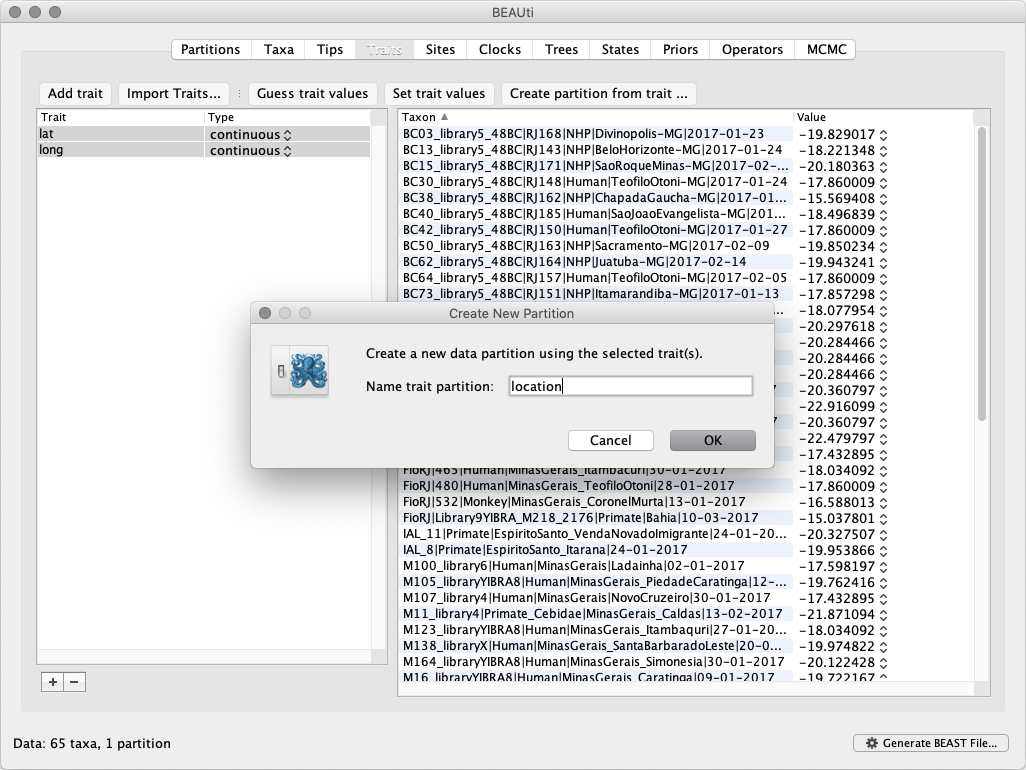 BEAUti
Partitions Taxa Tips Traits Sites Clocks Trees States Priors Operators MCMC
Add trait Import Traits... Guess trait values Set trait values Create partition from trait ...
Trait Type
lat continuous
long continuous
Taxon Value
BC03_library5_48BC|RJ168|NHP|Divinopolis-MG|2017-01-23 -19.829017
BC13_library5_48BC|RJ143|NHP|BeloHorizonte-MG|2017-01-24 -18.221348
BC15_library5_48BC|RJ171|NHP|SaoRoqueMinas-MG|2017-02-... -20.180363
BC30_library5_48BC|RJ148|Human|TeofiloOtoni-MG|2017-01-24 -17.860009
BC38_library5_48BC|RJ162|NHP|ChapadaGaucha-MG|2017-01... -15.569408
BC40_library5_48BC|RJ185|Human|SaoJoaoEvangelista-MG|201... -18.496839
BC42_library5_48BC|RJ150|Human|TeofiloOtoni-MG|2017-01-27 -17.860009
BC50_library5_48BC|RJ163|NHP|Sacramento-MG|2017-02-09 -19.850234
BC62_library5_48BC|RJ164|NHP|Juatuba-MG|2017-02-14 -19.943241
BC64_library5_48BC|RJ157|Human|TeofiloOtoni-MG|2017-02-05 -17.860009
BC73_library5_48BC|RJ151|NHP|Itamarandiba-MG|2017-01-13 -17.857298
... -18.077954
-20.297618
-20.284466
-20.284466
-20.284466
-20.360797
-22.916099
-20.360797
-22.479797
-17.432895
Create New Partition
Create a new data partition using the selected trait(s).
Name trait partition: location
Cancel OK
FioRJ|465|Human|MinasGerais_Itambacuri|30-01-2017 -18.034092
FioRJ|480|Human|MinasGerais_TeofiloOtoni|28-01-2017 -17.860009
FioRJ|532|Monkey|MinasGerais_CoronelMurta|13-01-2017 -16.588013
FioRJ|Library9YIBRA_M218_2176|Primate|Bahia|10-03-2017 -15.037801
IAL_11|Primate|EspiritoSanto_VendaNovadoImigrante|24-01-20... -20.327507
IAL_8|Primate|EspiritoSanto_Itarana|24-01-2017 -19.953866
M100_library6|Human|MinasGerais|Ladainha|02-01-2017 -17.598197
M105_libraryYIBRA8|Human|MinasGerais_PiedadeCaratinga|12-... -19.762416
M107_library4|Human|MinasGerais|NovoCruzeiro|30-01-2017 -17.432895
M11_library4|Primate_Cebidae|MinasGerais_Caldas|13-02-2017 -21.871094
M123_libraryYIBRA8|Human|MinasGerais_Itambaquri|27-01-20... -18.034092
M138_libraryX|Human|MinasGerais_SantaBarbaradoLeste|20-0... -19.974822
M164_libraryYIBRA8|Human|MinasGerais_Simonesia|30-01-2017 -20.122428
M16_libraryYIBRA8|Human|MinasGerais_Caratinga|09-01-2017 -19.722167
+ −
Data: 65 taxa, 1 partition
Generate BEAST File...